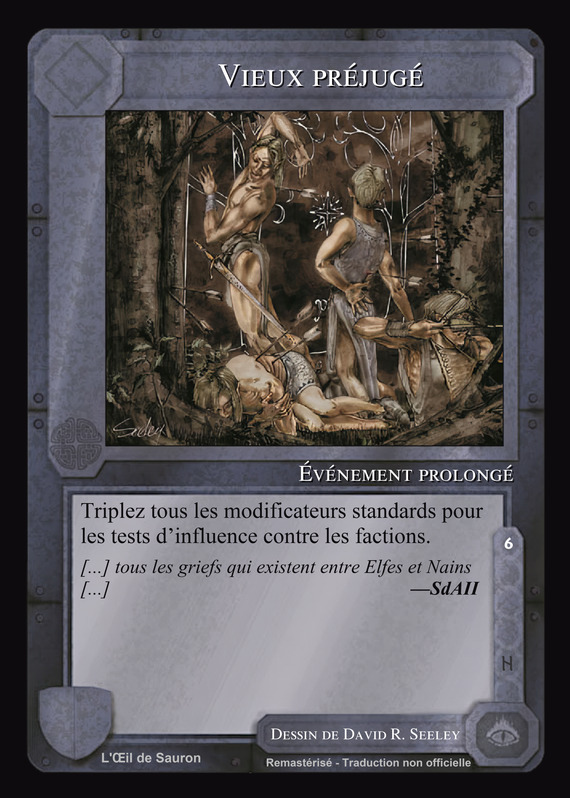 Vieux préjugé
Seeley
Événement prolongé
Triplez tous les modificateurs standards pour
les tests d'influence contre les factions.
[...] tous les griefs qui existent entre Elfes et Nains
[...] —SdAII
6
H
Dessin de David R. Seeley
L'Œil de Sauron
Remastérisé - Traduction non officielle